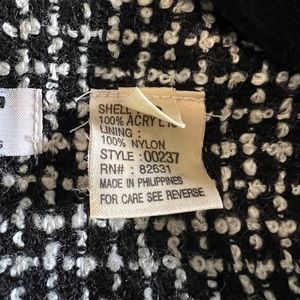 SHELL
100% ACRYLIC
LINING :
100% NYLON
STYLE : 00237
RN# : 82631
MADE IN PHILIPPINES
FOR CARE SEE REVERSE